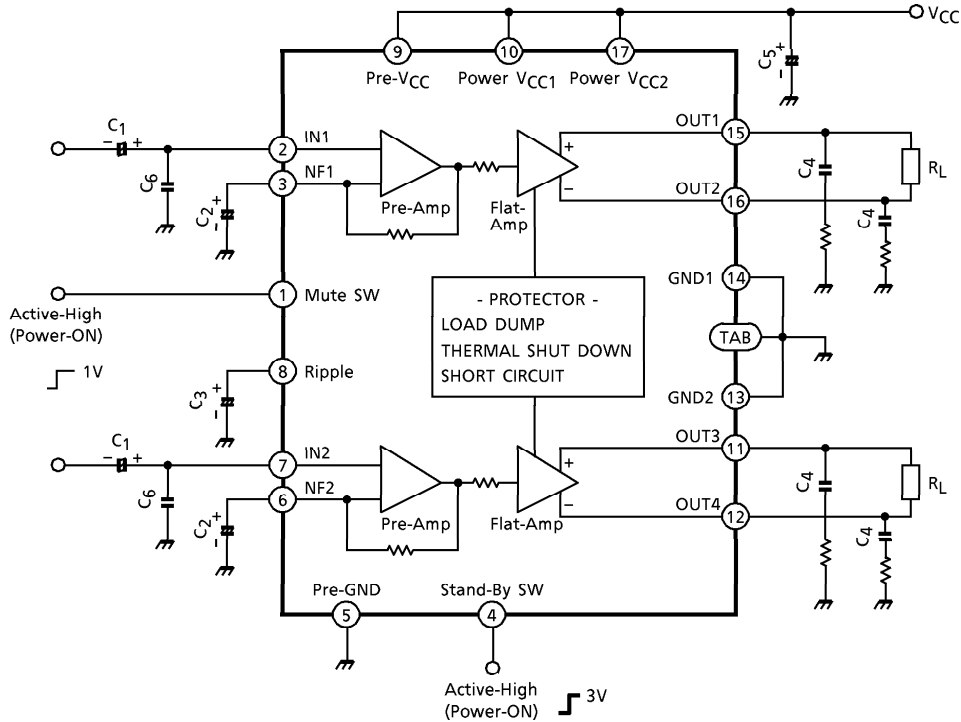 VCC
9
10
17
C5
+
-
Pre-VCC
Power VCC1
Power VCC2
C1
- +
IN1
2
OUT1
15
+
-
C4
RL
NF1
3
C6
Pre-Amp
Flat-
Amp
OUT2
16
C2
+
-
C4
GND1
14
1
Mute SW
Active-High
(Power-ON)
- PROTECTOR -
LOAD DUMP
THERMAL SHUT DOWN
SHORT CIRCUIT
TAB
1V
8
Ripple
C3
+
-
GND2
13
C1
- +
IN2
7
OUT3
11
+
-
C4
RL
NF2
6
C6
Pre-Amp
Flat-Amp
OUT4
12
C2
+
-
C4
Pre-GND
5
Stand-By SW
4
Active-High
(Power-ON)
3V